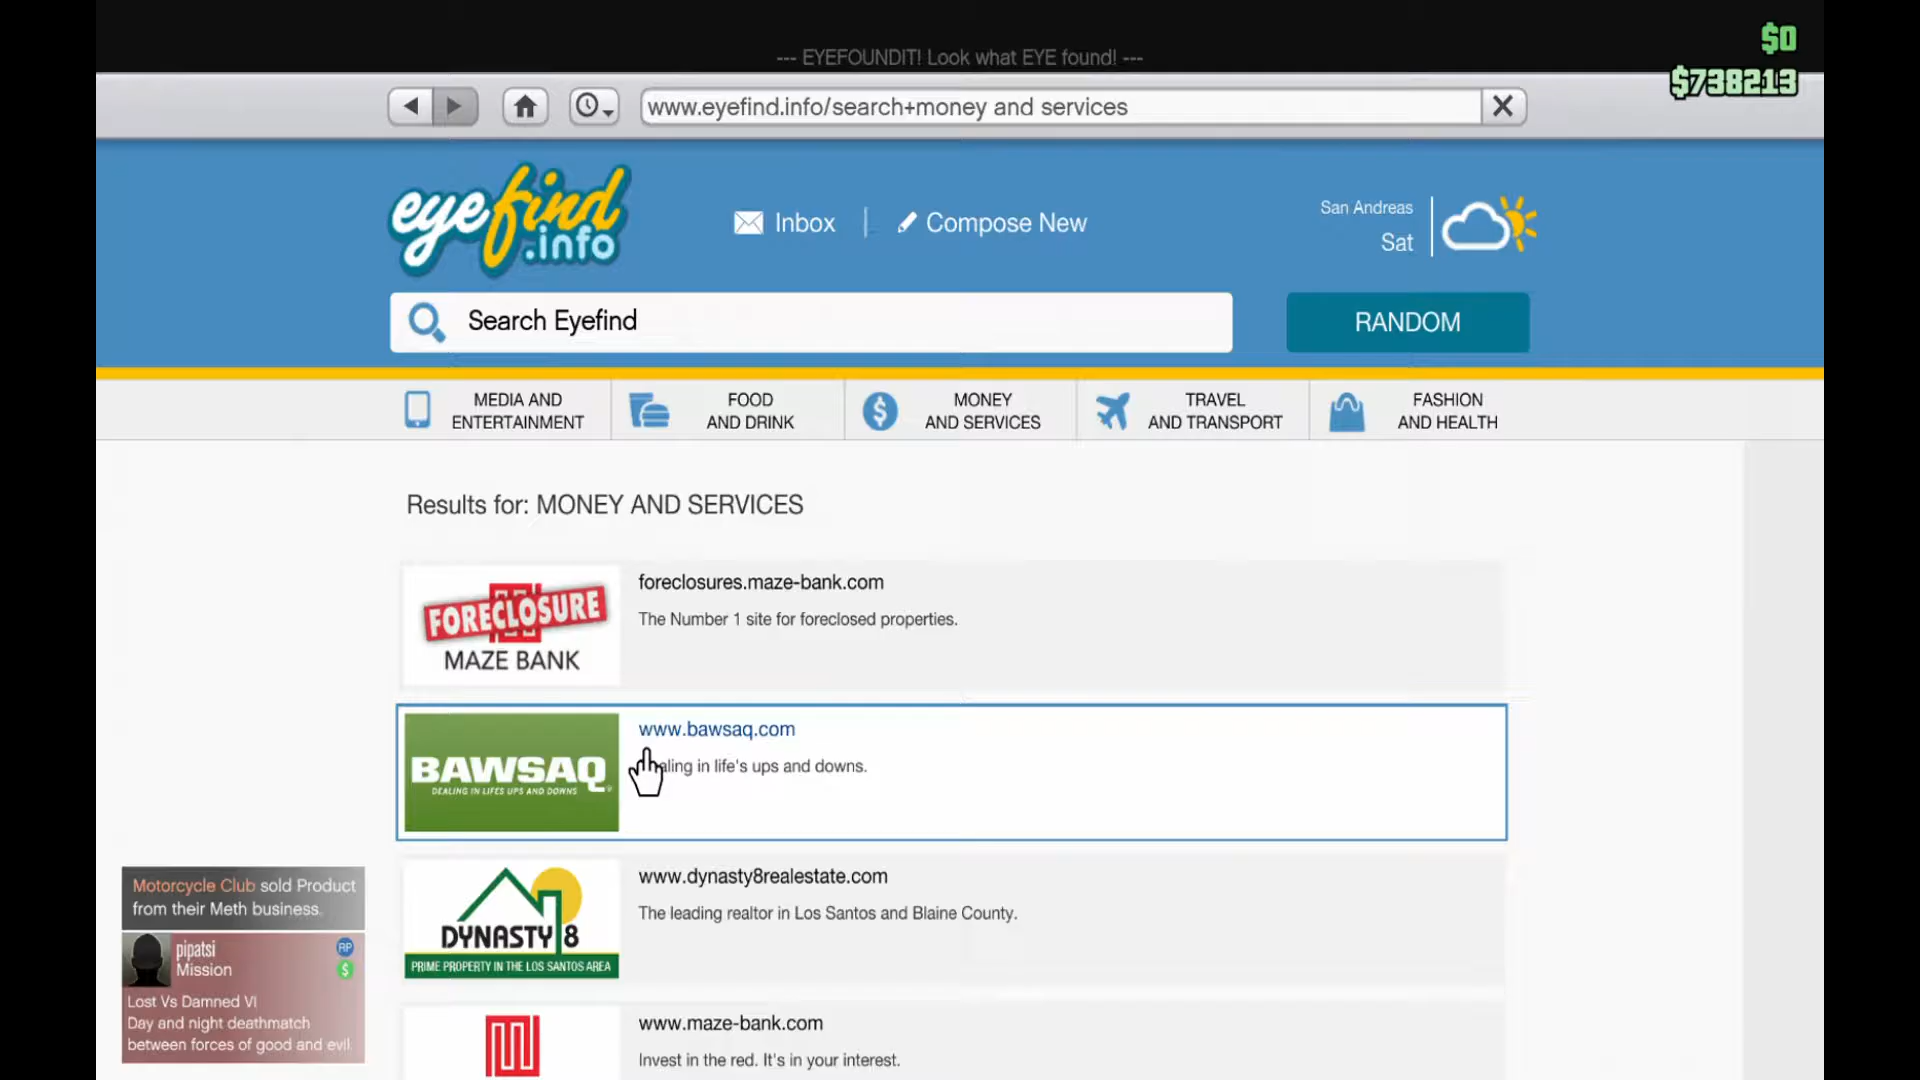 $0
--- EYEFOUNDIT! Look what EYE found! ---
$738213
www.eyefind.info/search+money and services
eyefind
.info
Inbox
Compose New
San Andreas
Sat
Search Eyefind
RANDOM
MEDIA AND
ENTERTAINMENT
FOOD
AND DRINK
MONEY
AND SERVICES
TRAVEL
AND TRANSPORT
FASHION
AND HEALTH
Results for: MONEY AND SERVICES
FORECLOSURE
MAZE BANK
foreclosures.maze-bank.com
The Number 1 site for foreclosed properties.
BAWSAQ
DEALING IN LIFES UPS AND DOWNS
www.bawsaq.com
aling in life's ups and downs.
DYNASTY 8
PRIME PROPERTY IN THE LOS SANTOS AREA
www.dynasty8realestate.com
The leading realtor in Los Santos and Blaine County.
www.maze-bank.com
Invest in the red. It's in your interest.
Motorcycle Club sold Product
from their Meth business.
pipatsi
Mission
RP
$
Lost Vs Damned VI
Day and night deathmatch
between forces of good and evil.